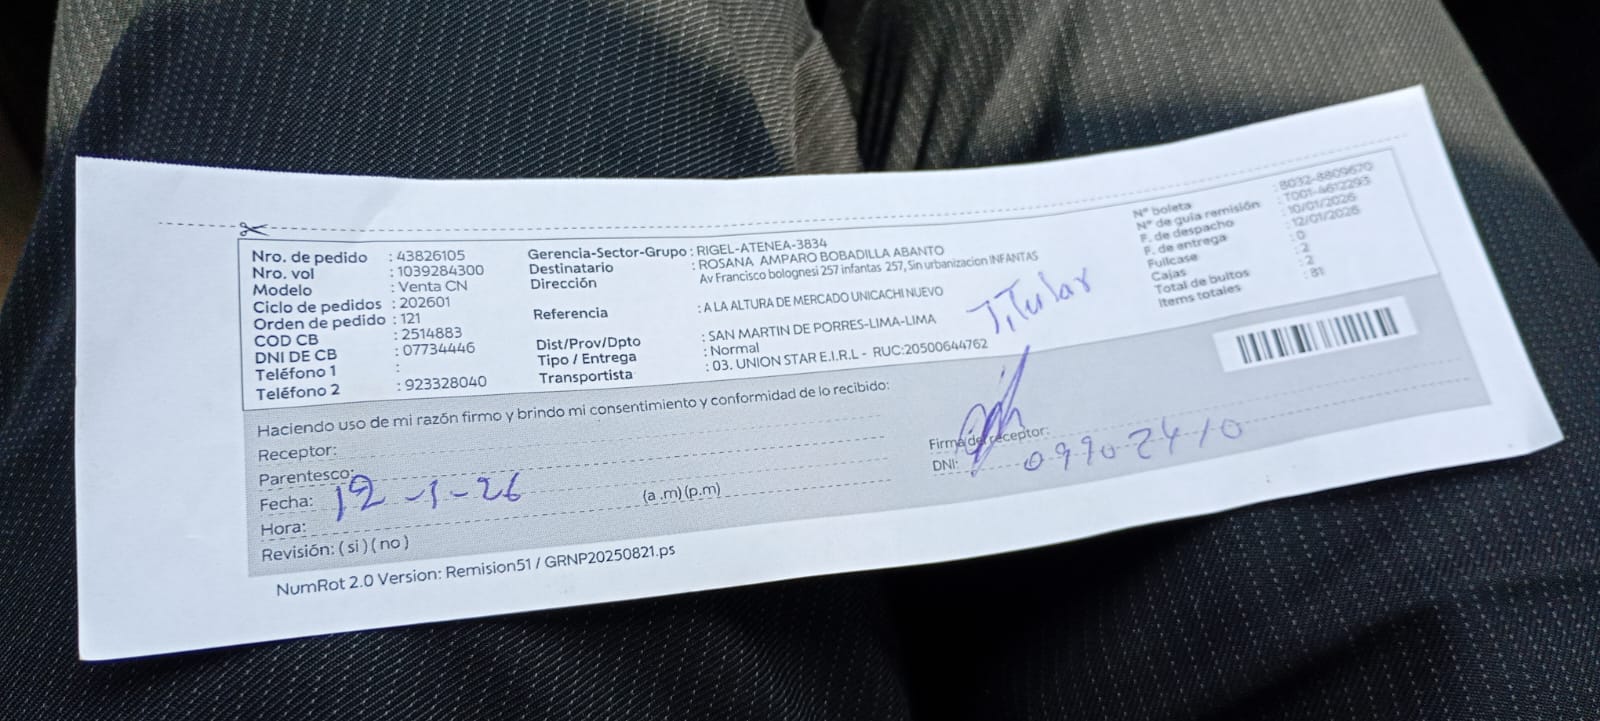 Nro. de pedido : 43826105
Nro. vol : 1039284300
Modelo : Venta CN
Ciclo de pedidos : 202601
Orden de pedido : 121
COD CB : 2514883
DNI DE CB : 07734446
Teléfono 1 :
Teléfono 2 : 923328040
Gerencia-Sector-Grupo : RIGEL-ATENEA-3834
Destinatario : ROSANA AMPARO BOBADILLA ABANTO
Dirección Av Francisco bolognesi 257 infantas 257, Sin urbanizacion INFANTAS
Referencia : A LA ALTURA DE MERCADO UNICACHI NUEVO
Dist/Prov/Dpto : SAN MARTIN DE PORRES-LIMA-LIMA
Tipo / Entrega : Normal
Transportista : 03. UNION STAR E.I.R.L - RUC:20500644762
Titular
N° boleta : B032-8809670
N° de guía remisión : T001-4612293
F. de despacho : 10/01/2026
F. de entrega : 12/01/2026
Fullcase : 0
Cajas : 2
Total de bultos : 2
Items totales : 81
Haciendo uso de mi razón firmo y brindo mi consentimiento y conformidad de lo recibido:
Receptor:
Parentesco:
Fecha: 12-1-26
Hora: (a .m)(p.m)
Revisión: ( si ) ( no )
Firma del receptor:
DNI: 09902410
NumRot 2.0 Version: Remision51 / GRNP20250821.ps